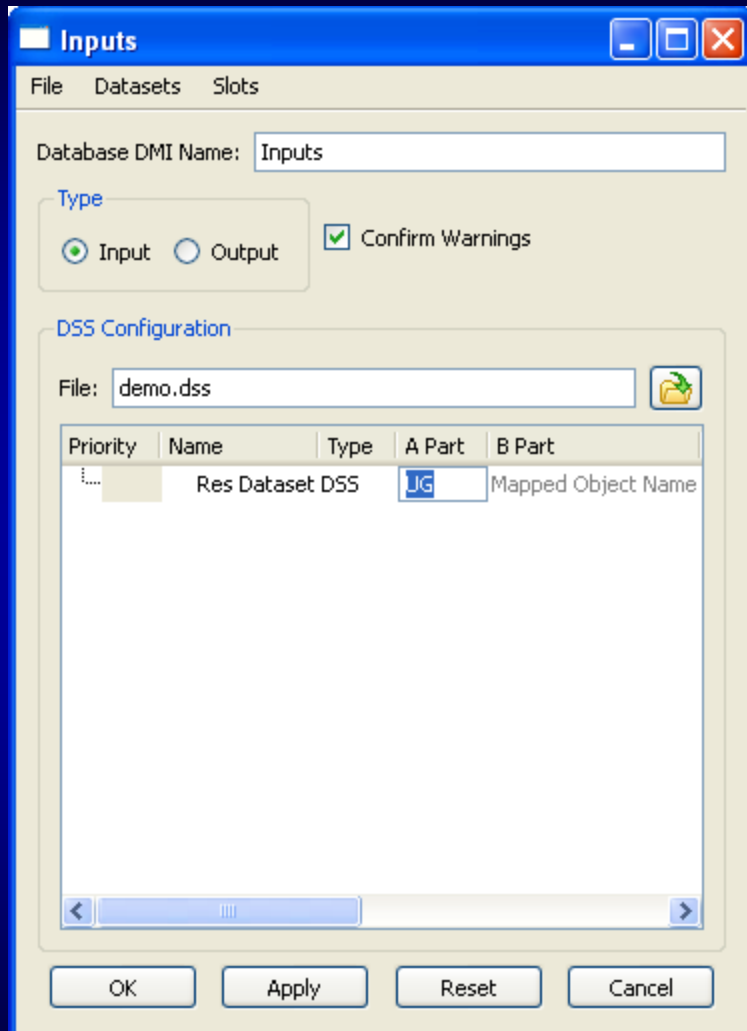 Inputs
File Datasets Slots
Database DMI Name: Inputs
Type
Input Output Confirm Warnings
DSS Configuration
File: demo.dss
Priority Name Type A Part B Part
Res Dataset DSS UG Mapped Object Name
OK Apply Reset Cancel